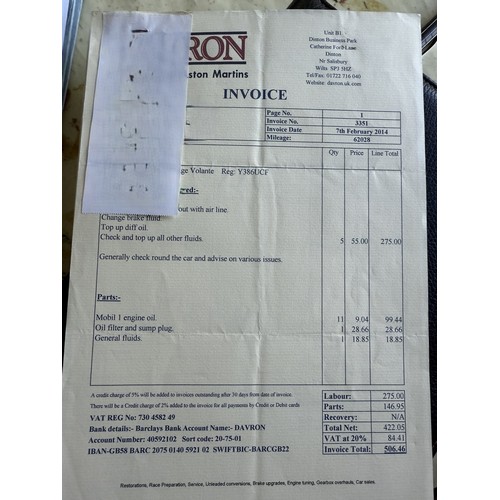 RON
ston Martins
Unit B1
Dinton Business Park
Catherine Ford Lane
Dinton
Nr Salisbury
Wilts SP3 5HZ
Tel/Fax: 01722 716 040
Website: davron.uk.com
INVOICE
Page No. 1
Invoice No. 3351
Invoice Date 7th February 2014
Mileage: 62028
Qty Price Line Total
ge Volante Reg: Y386UCF
ed:-
out with air line.
Change brake fluid
Top up diff oil.
Check and top up all other fluids. 5 55.00 275.00
Generally check round the car and advise on various issues.
Parts:-
Mobil 1 engine oil. 11 9.04 99.44
Oil filter and sump plug. 1 28.66 28.66
General fluids. 1 18.85 18.85
A credit charge of 5% will be added to invoices outstanding after 30 days from date of invoice.
There will be a Credit charge of 2% added to the invoice for all payments by Credit or Debit cards
VAT REG No: 730 4582 49
Bank details:- Barclays Bank Account Name:- DAVRON
Account Number: 40592102 Sort code: 20-75-01
IBAN-GB58 BARC 2075 0140 5921 02 SWIFTBIC-BARCGB22
Labour: 275.00
Parts: 146.95
Recovery: N/A
Total Net: 422.05
VAT at 20% 84.41
Invoice Total: 506.46
Restorations, Race Preparation, Service, Unleaded conversions, Brake upgrades, Engine tuning, Gearbox overhauls, Car sales.